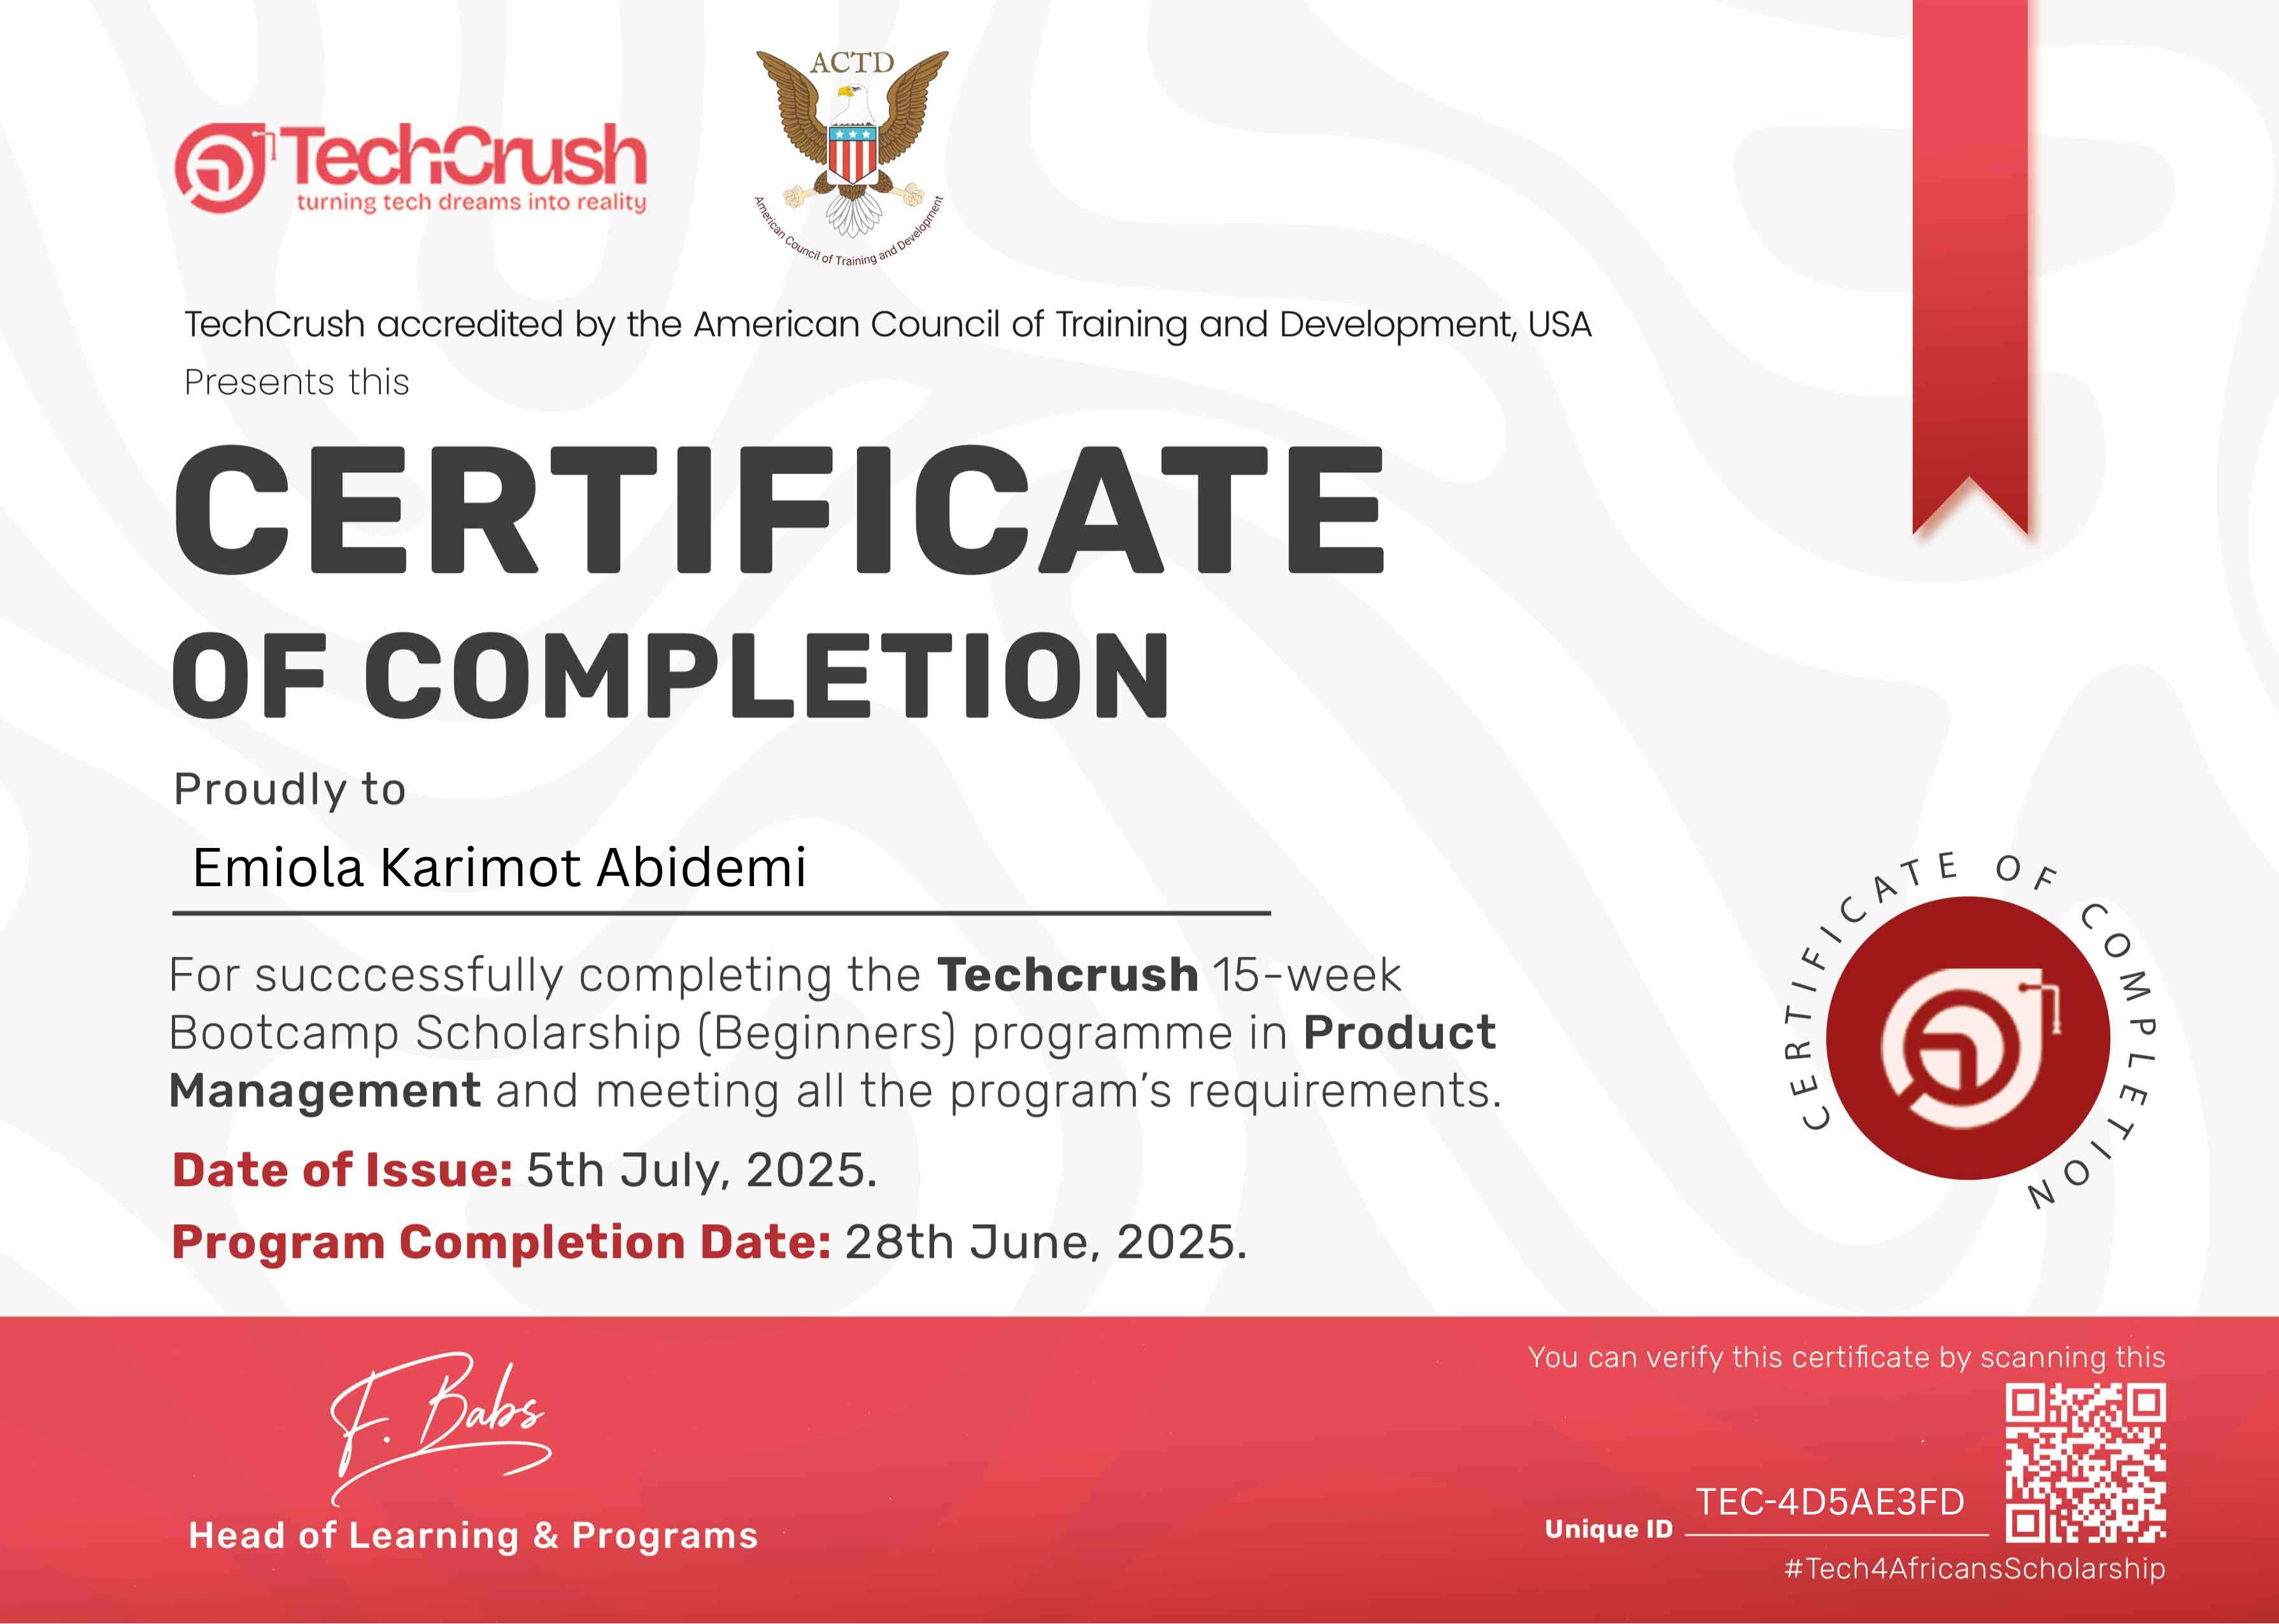 ACTD
TechCrush
turning tech dreams into reality
American Council of Training and Development
TechCrush accredited by the American Council of Training and Development, USA
Presents this
CERTIFICATE
OF COMPLETION
Proudly to
Emiola Karimot Abidemi
For succcessfully completing the Techcrush 15-week
Bootcamp Scholarship (Beginners) programme in Product
Management and meeting all the program's requirements.
CERTIFICATE OF COMPLETION
Date of Issue: 5th July, 2025.
Program Completion Date: 28th June, 2025.
F. Babs
Head of Learning & Programs
You can verify this certificate by scanning this
TEC-4D5AE3FD
Unique ID
#Tech4AfricansScholarship